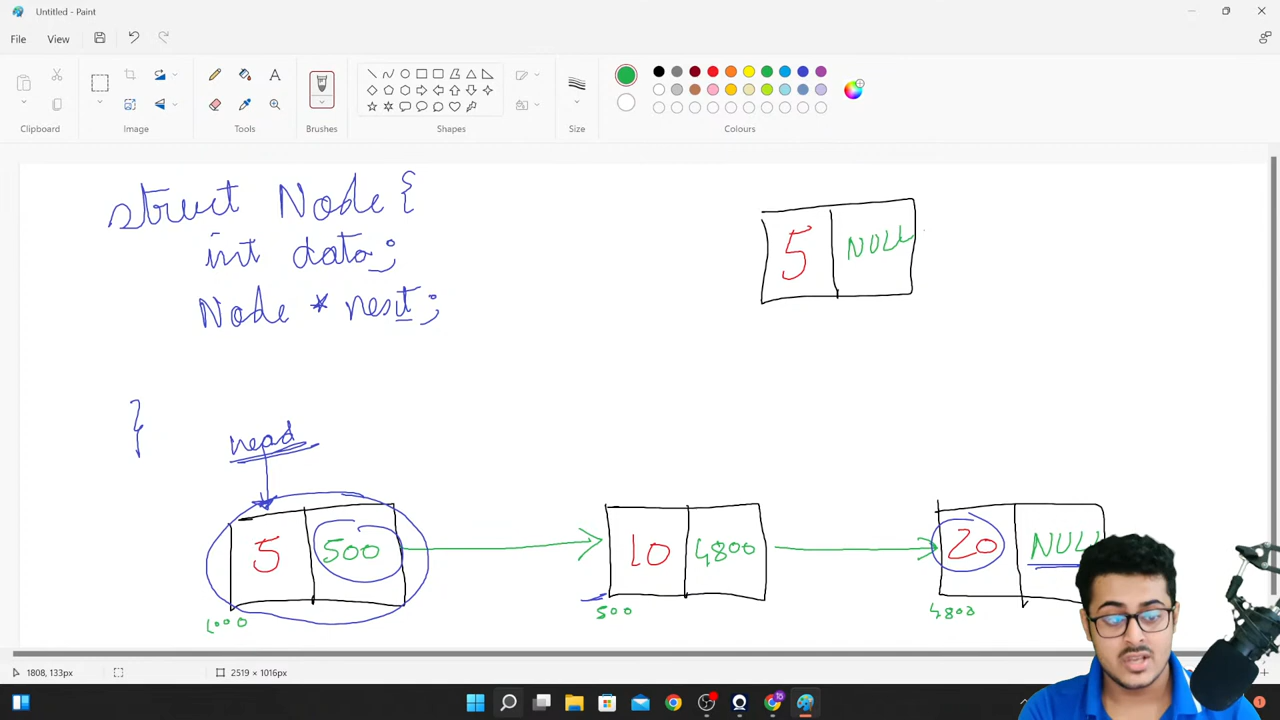 Untitled - Paint
File
View
Clipboard
Image
Tools
Brushes
Shapes
Size
Colours
struct Node{
int data;
Node * next;
}
5 NULL
head
5 500
10 4800
20 NULL
1000
500
4800
1808, 133px
2519 × 1016px